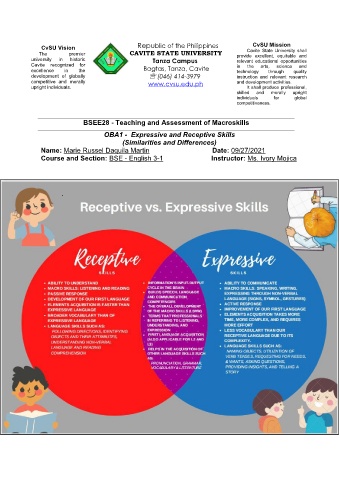 CvSU Vision
The premier
university in historic
Cavite recognized for
excellence in the
development of globally
competitive and morally
upright individuals.
Republic of the Philippines
CAVITE STATE UNIVERSITY
Tanza Campus
Bagtas, Tanza, Cavite
☏ (046) 414-3979
www.cvsu.edu.ph
CvSU Mission
Cavite State University shall
provide excellent, equitable and
relevant educational opportunities
in the arts, science and
technology through quality
instruction and relevant research
and development activities.
It shall produce professional,
skilled and morally upright
individuals for global
competitiveness.
BSEE28 - Teaching and Assessment of Macroskills
OBA1 - Expressive and Receptive Skills
(Similarities and Differences)
Name: Marie Russel Daquila Martin Date: 09/27/2021
Course and Section: BSE - English 3-1 Instructor: Ms. Ivory Mojica
Receptive vs. Expressive Skills
Receptive
SKILLS
ABILITY TO UNDERSTAND
MACRO SKILLS: LISTENING AND READING
PASSIVE RESPONSE
DEVELOPMENT OF OUR FIRST LANGUAGE
ELEMENTS ACQUISITION IS FASTER THAN
EXPRESSIVE LANGUAGE
BROADER VOCABULARY THAN OF
EXPRESSIVE LANGUAGE
LANGUAGE SKILLS SUCH AS:
FOLLOWING DIRECTIONS, IDENTIFYING
OBJECTS AND THEIR ATTRIBUTES,
UNDERSTANDING NON-VERBAL
LANGUAGE AND READING
COMPREHENSION
INFORMATION'S INPUT-OUTPUT
CYCLE IN THE BRAIN
BUILDS SPEECH, LANGUAGE
AND COMMUNICATION
COMPREHEND
THE OVERALL DEVELOPMENT
OF THE MACRO SKILLS (LSRW)
TERMS THAT PROFESSIONALLY
IN REFERRING TO LISTENING,
UNDERSTANDING, AND
EXPRESSING
FIRST LANGUAGE ACQUISITION
(ALSO APPLICABLE FOR L2 AND
HELPS IN THE ACQUISITION OF
OTHER LANGUAGE SKILLS SUCH
AS:
PRONUNCIATION, GRAMMAR,
VOCABULARY & LITERATURE
Expressive
SKILLS
ABILITY TO COMMUNICATE
MACRO SKILLS: SPEAKING, WRITING,
EXPRESSING THROUGH NON-VERBAL
LANGUAGE (SIGNS, SYMBOL, GESTURES)
ACTIVE RESPONSE
IMPROVEMENT OF OUR FIRST LANGUAGE
ELEMENTS ACQUISITION TAKES MORE
TIME, MORE COMPLEX, AND REQUIRES
MORE EFFORT
LESS VOCABULARY THAN OUR
RECEPTIVE LANGUAGE DUE TO ITS
COMPLEXITY.
LANGUAGE SKILLS SUCH AS:
NAMING OBJECTS, UTILIZATION OF
VERB TENSES, REQUESTING FOR NEEDS
& WANTS, ASKING QUESTIONS,
PROVIDING INSIGHTS, AND TELLING A
STORY